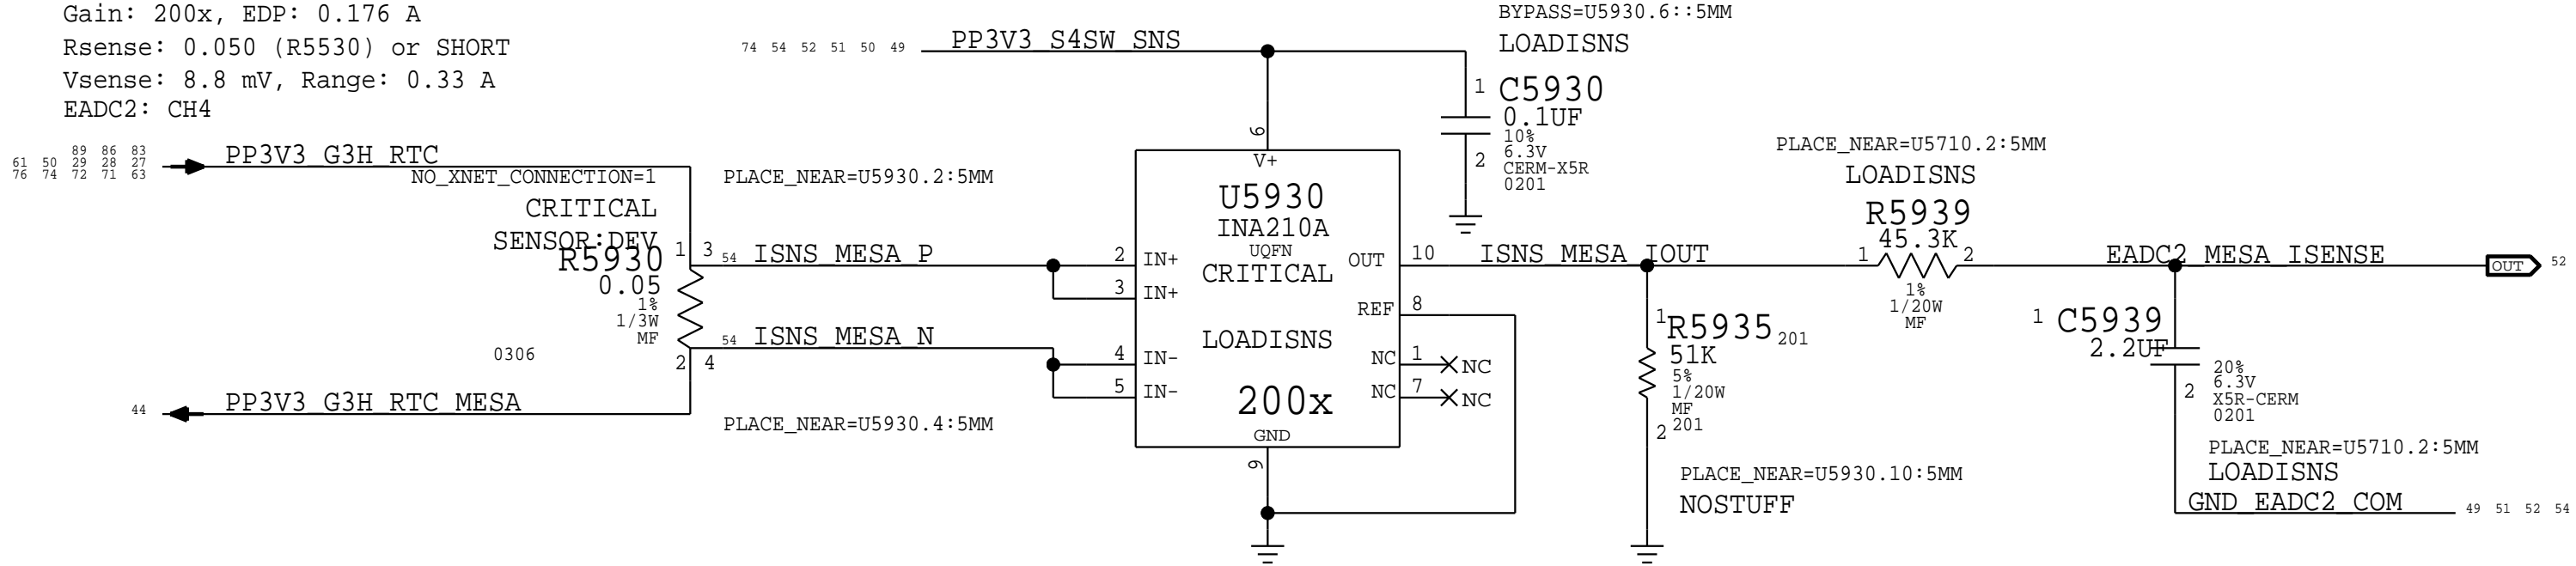 Gain: 200x, EDP: 0.176 A
Rsense: 0.050 (R5530) or SHORT
Vsense: 8.8 mV, Range: 0.33 A
EADC2: CH4
89 86 83
61 50 29 28 27
76 74 72 71 63
PP3V3_G3H_RTC
NO_XNET_CONNECTION=1
CRITICAL
SENSOR:DEV
R5930
0.05
1%
1/3W
MF
0306
1 3
2 4
44
PP3V3_G3H_RTC_MESA
74 54 52 51 50 49
PP3V3_S4SW_SNS
PLACE_NEAR=U5930.2:5MM
54 ISNS_MESA_P
54 ISNS_MESA_N
PLACE_NEAR=U5930.4:5MM
6
V+
U5930
INA210A
UQFN
CRITICAL
LOADISNS
200x
GND
9
2 IN+
3 IN+
4 IN-
5 IN-
OUT 10
REF 8
NC 1 NC
NC 7 NC
BYPASS=U5930.6::5MM
LOADISNS
1 C5930
0.1UF
10%
6.3V
2 CERM-X5R
0201
ISNS_MESA_IOUT
1 R5935
51K
5%
1/20W
MF
2 201
PLACE_NEAR=U5930.10:5MM
NOSTUFF
PLACE_NEAR=U5710.2:5MM
LOADISNS
R5939
45.3K
1 2
1%
1/20W
MF
201
EADC2_MESA_ISENSE
OUT 52
1 C5939
2.2UF
20%
6.3V
2 X5R-CERM
0201
PLACE_NEAR=U5710.2:5MM
LOADISNS
GND_EADC2_COM 49 51 52 54